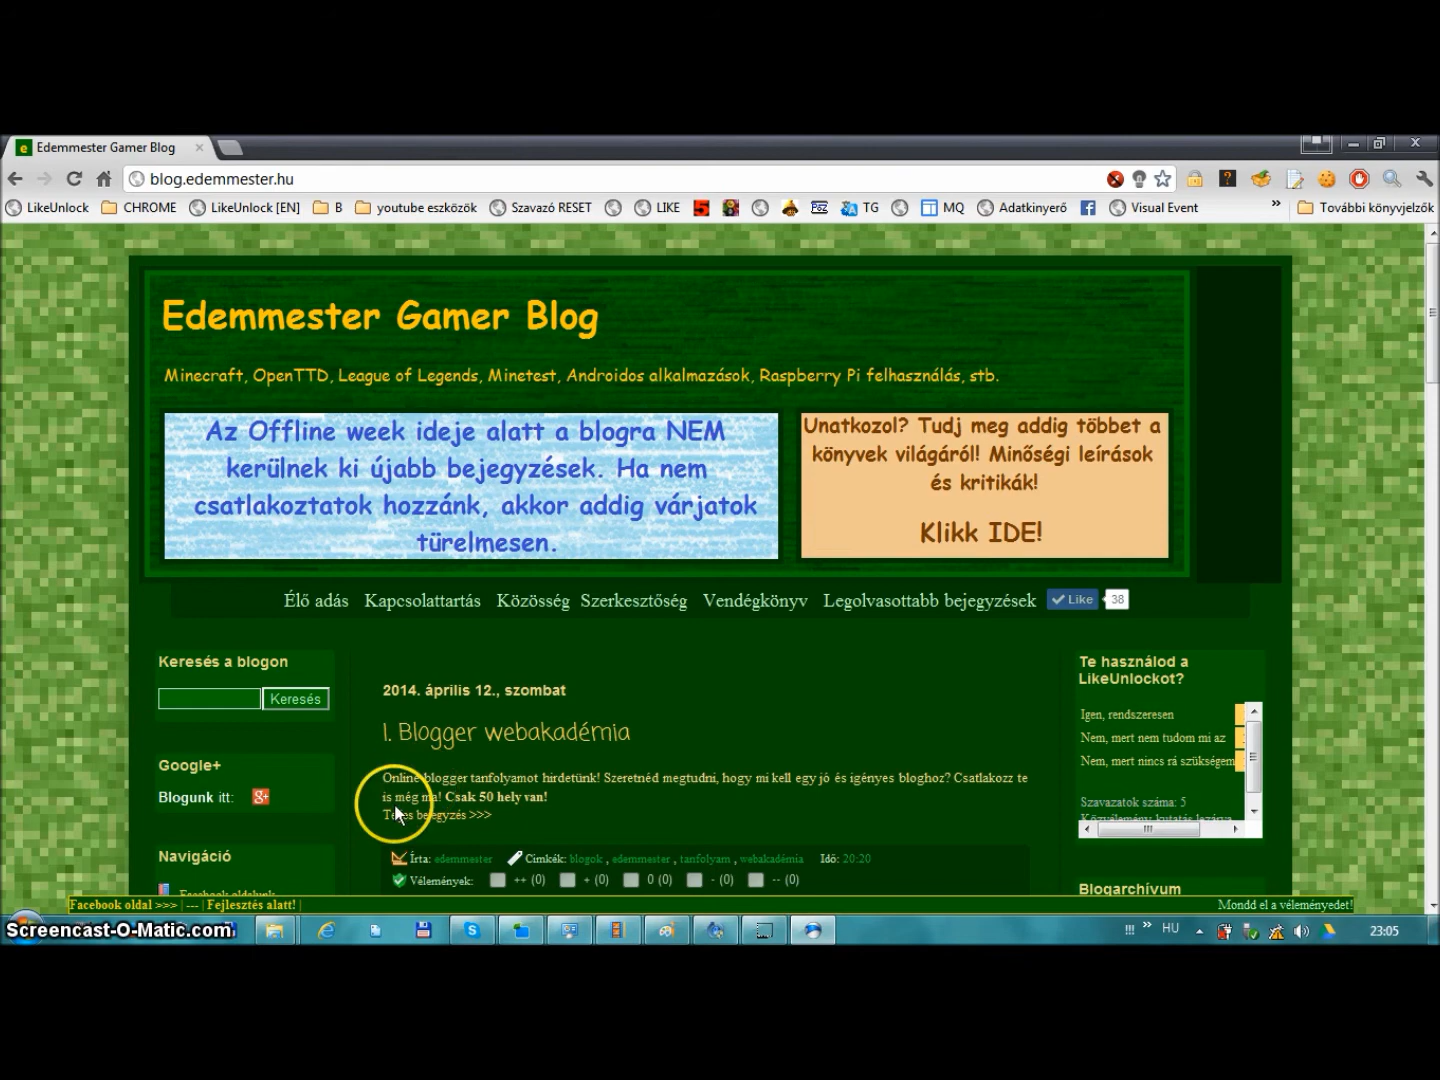 Edemmester Gamer Blog
blog.edemmester.hu
LikeUnlock CHROME LikeUnlock [EN] B youtube eszközök Szavazó RESET LIKE TG MQ Adatkinyerő Visual Event » További könyvjelzők
Edemmester Gamer Blog
Minecraft, OpenTTD, League of Legends, Minetest, Androidos alkalmazások, Raspberry Pi felhasználás, stb.
Az Offline week ideje alatt a blogra NEM
kerülnek ki újabb bejegyzések. Ha nem
csatlakoztatok hozzánk, akkor addig várjatok
türelmesen.
Unatkozol? Tudj meg addig többet a
könyvek világáról! Minőségi leírások
és kritikák!
Klikk IDE!
Élő adás Kapcsolattartás Közösség Szerkesztőség Vendégkönyv Legolvasottabb bejegyzések Like 38
Keresés a blogon
Keresés
Google+
Blogunk itt:
Navigáció
Facebook oldalunk
2014. április 12., szombat
I. Blogger webakadémia
Online blogger tanfolyamot hirdetünk! Szeretnéd megtudni, hogy mi kell egy jó és igényes bloghoz? Csatlakozz te
is még ma! Csak 50 hely van!
bejegyzés >>>
Írta: edemmester Címkék: blogok , edemmester , tanfolyam , webakadémia Idő: 20:20
Vélemények: ++ (0) + (0) 0 (0) - (0) -- (0)
Te használod a
LikeUnlockot?
Igen, rendszeresen
Nem, mert nem tudom mi az
Nem, mert nincs rá szükségem
Szavazatok száma: 5
Közvélemény kutatás lezárva
Blogarchívum
Facebook oldal >>> | --- | Fejlesztés alatt! |
Mondd el a véleményedet!
Screencast-O-Matic.com
!!! » HU 23:05